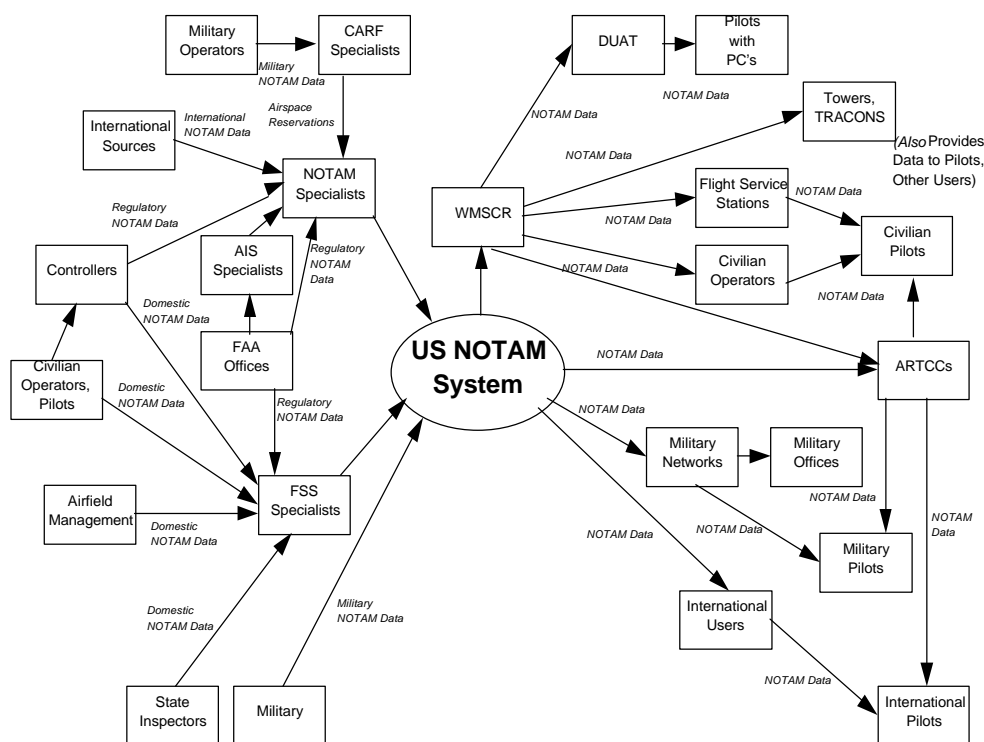 Military
Operators
CARF
Specialists
Military
NOTAM Data
Airspace
Reservations
International
Sources
International
NOTAM Data
NOTAM
Specialists
Regulatory
NOTAM Data
Controllers
AIS
Specialists
Regulatory
NOTAM
Data
Domestic
NOTAM Data
FAA
Offices
Civilian
Operators,
Pilots
Domestic
NOTAM Data
Regulatory
NOTAM Data
Airfield
Management
Domestic
NOTAM Data
FSS
Specialists
Domestic
NOTAM Data
Military
NOTAM Data
State
Inspectors
Military
US NOTAM
System
DUAT
Pilots
with
PC's
NOTAM Data
NOTAM Data
Towers,
TRACONS
(Also Provides
Data to Pilots,
Other Users)
NOTAM Data
WMSCR
Flight Service
Stations
NOTAM Data
NOTAM Data
Civilian
Pilots
Civilian
Operators
NOTAM Data
NOTAM Data
NOTAM Data
ARTCCs
NOTAM Data
Military
Networks
Military
Offices
NOTAM Data
NOTAM Data
NOTAM
Data
NOTAM Data
Military
Pilots
International
Users
NOTAM Data
International
Pilots